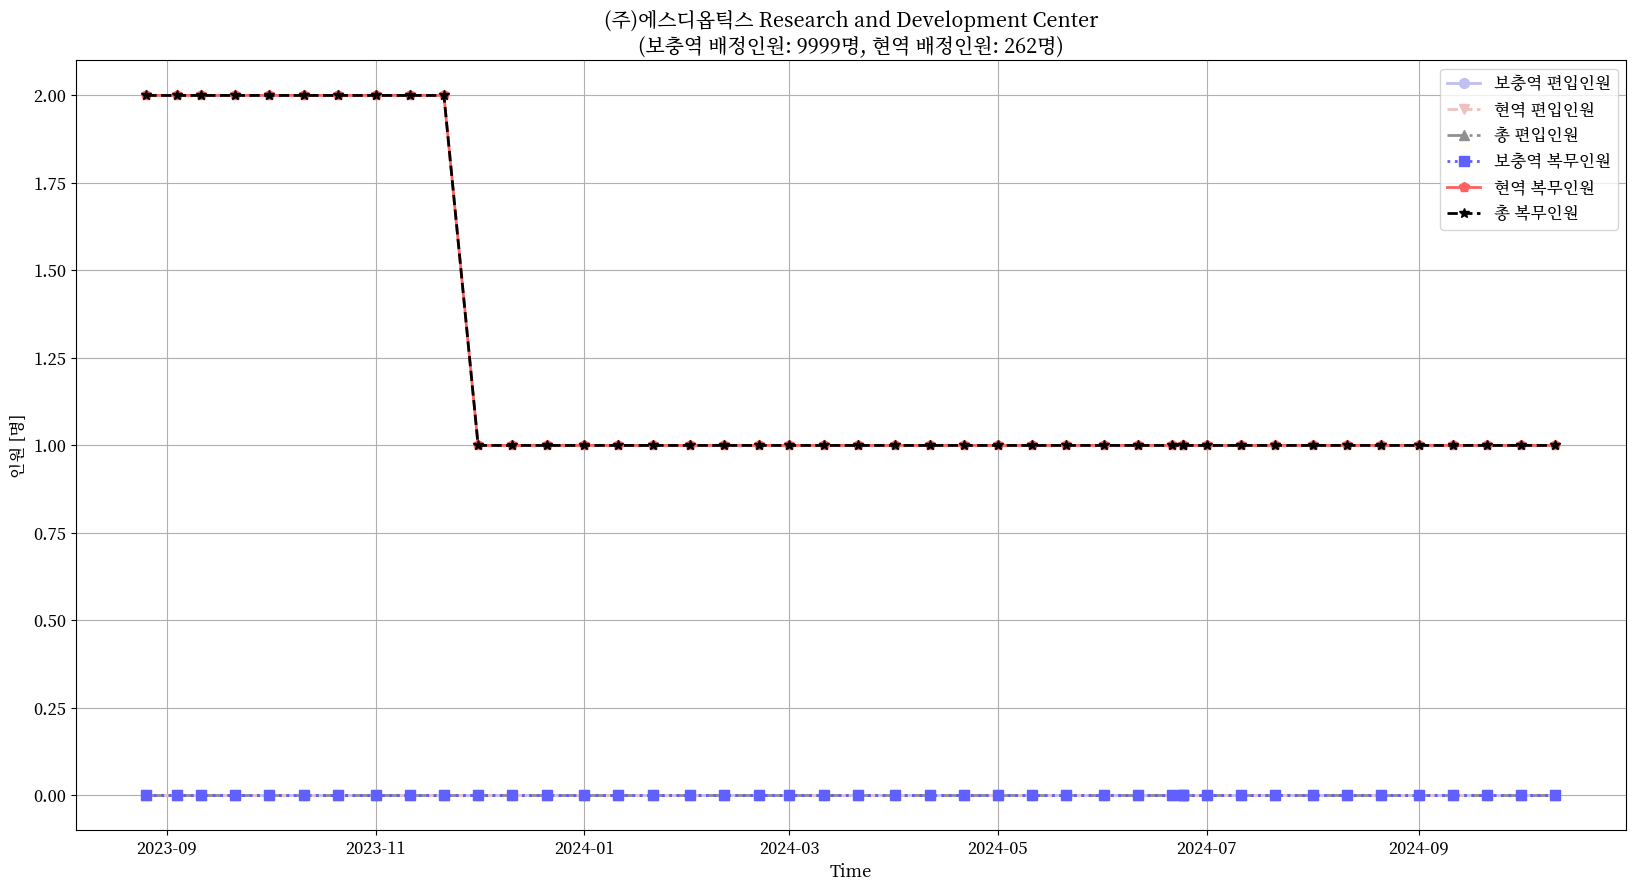 (주)에스디옵틱스 Research and Development Center
(보충역 배정인원: 9999명, 현역 배정인원: 262명)
보충역 편입인원
현역 편입인원
총 편입인원
보충역 복무인원
현역 복무인원
총 복무인원
인원 [명]
2.00
1.75
1.50
1.25
1.00
0.75
0.50
0.25
0.00
2023-09 2023-11 2024-01 2024-03 2024-05 2024-07 2024-09
Time